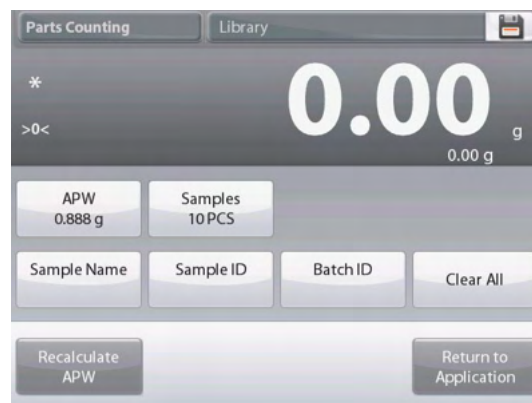 Parts Counting
Library
*
0.00
>0<
g
0.00 g
APW
0.888 g
Samples
10 PCS
Sample Name
Sample ID
Batch ID
Clear All
Recalculate
APW
Return to
Application